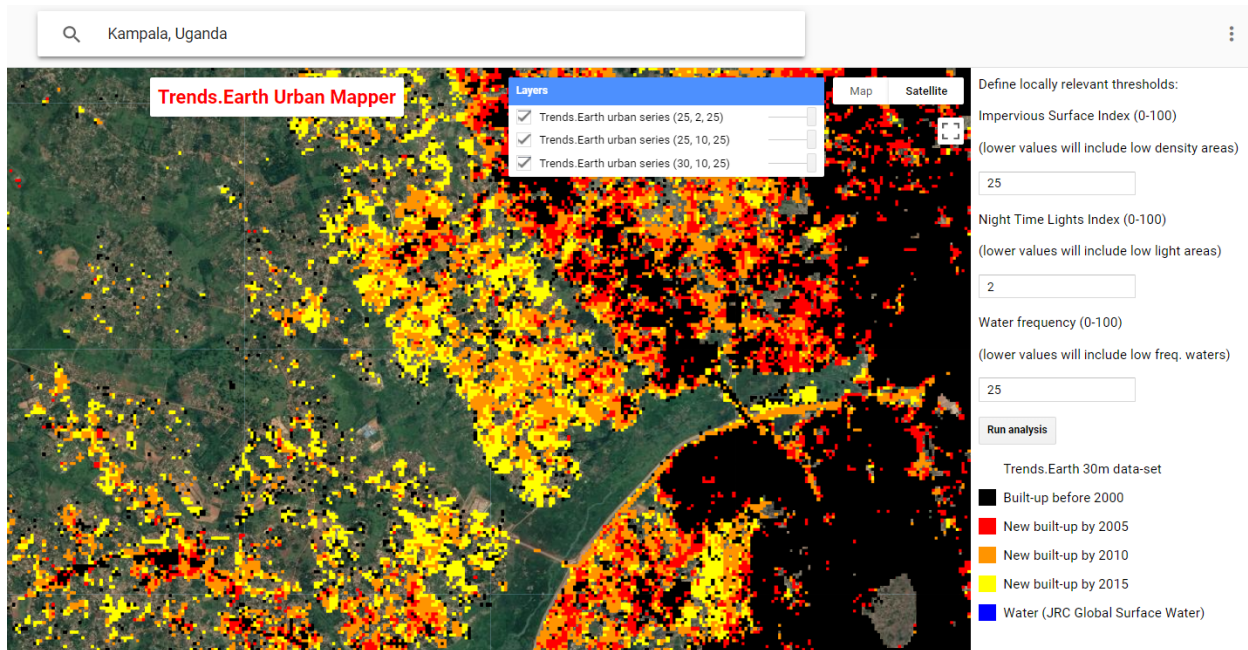 Kampala, Uganda
Trends.Earth Urban Mapper
Layers
Trends.Earth urban series (25, 2, 25)
Trends.Earth urban series (25, 10, 25)
Trends.Earth urban series (30, 10, 25)
Map
Satellite
Define locally relevant thresholds:
Impervious Surface Index (0-100)
(lower values will include low density areas)
25
Night Time Lights Index (0-100)
(lower values will include low light areas)
2
Water frequency (0-100)
(lower values will include low freq. waters)
25
Run analysis
Trends.Earth 30m data-set
Built-up before 2000
New built-up by 2005
New built-up by 2010
New built-up by 2015
Water (JRC Global Surface Water)